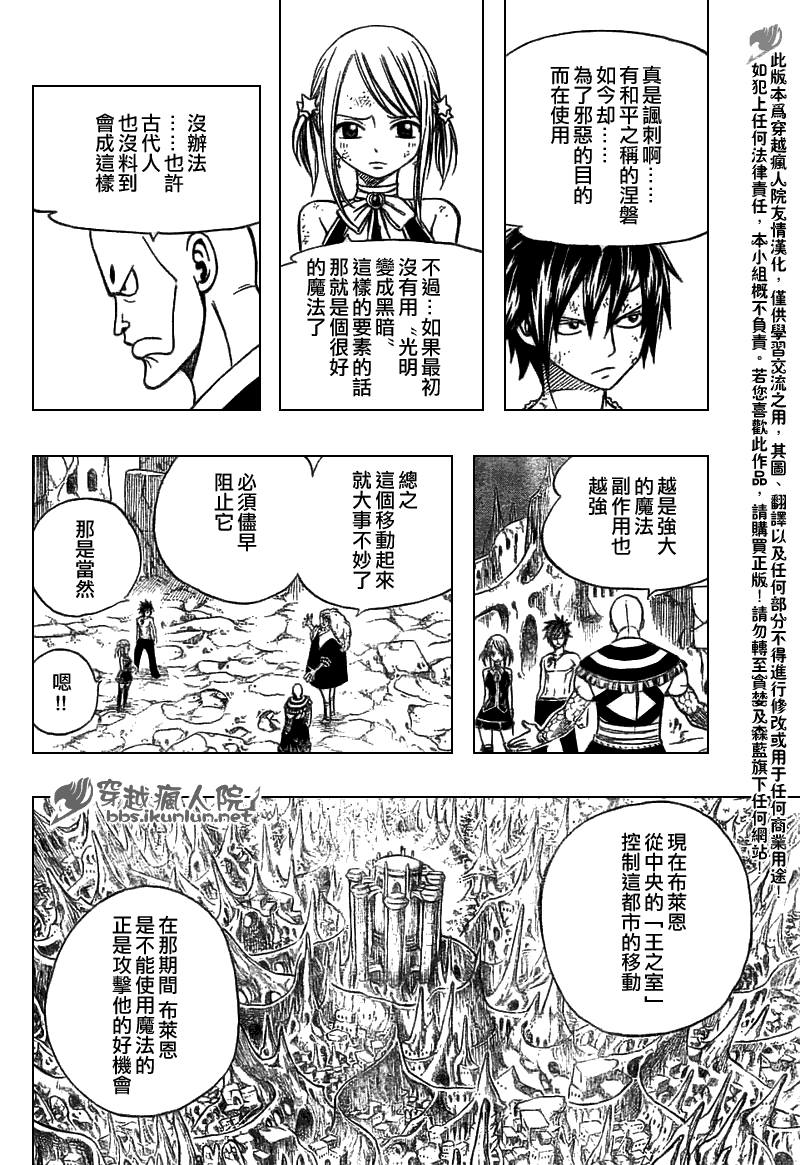 真是諷刺啊……
有和平之稱的涅磐
如今却……
為了邪惡的目的
而在使用
不過…如果最初
沒有用〝光明
變成黑暗〞
這樣的要素的話
那就是個很好
的魔法了
沒辦法
……也許
古代人
也沒料到
會成這樣
越是強大
的魔法
副作用也
越強
總之
這個移動起來
就大事不妙了
必須儘早
阻止它
那是當然
嗯!!
穿越瘋人院
bbs.ikunlun.net
現在布萊恩
從中央的「王之室」
控制這都市的移動
在那期間 布萊恩
是不能使用魔法的
正是攻擊他的好機會
此版本爲穿越瘋人院友情漢化，僅供學習交流之用，其圖、翻譯以及任何部分不得進行修改或用于任何商業用途！
如犯上任何法律責任，本小組概不負責。若您喜歡此作品，請購買正版！請勿轉至貪婪及森藍旗下任何網站！